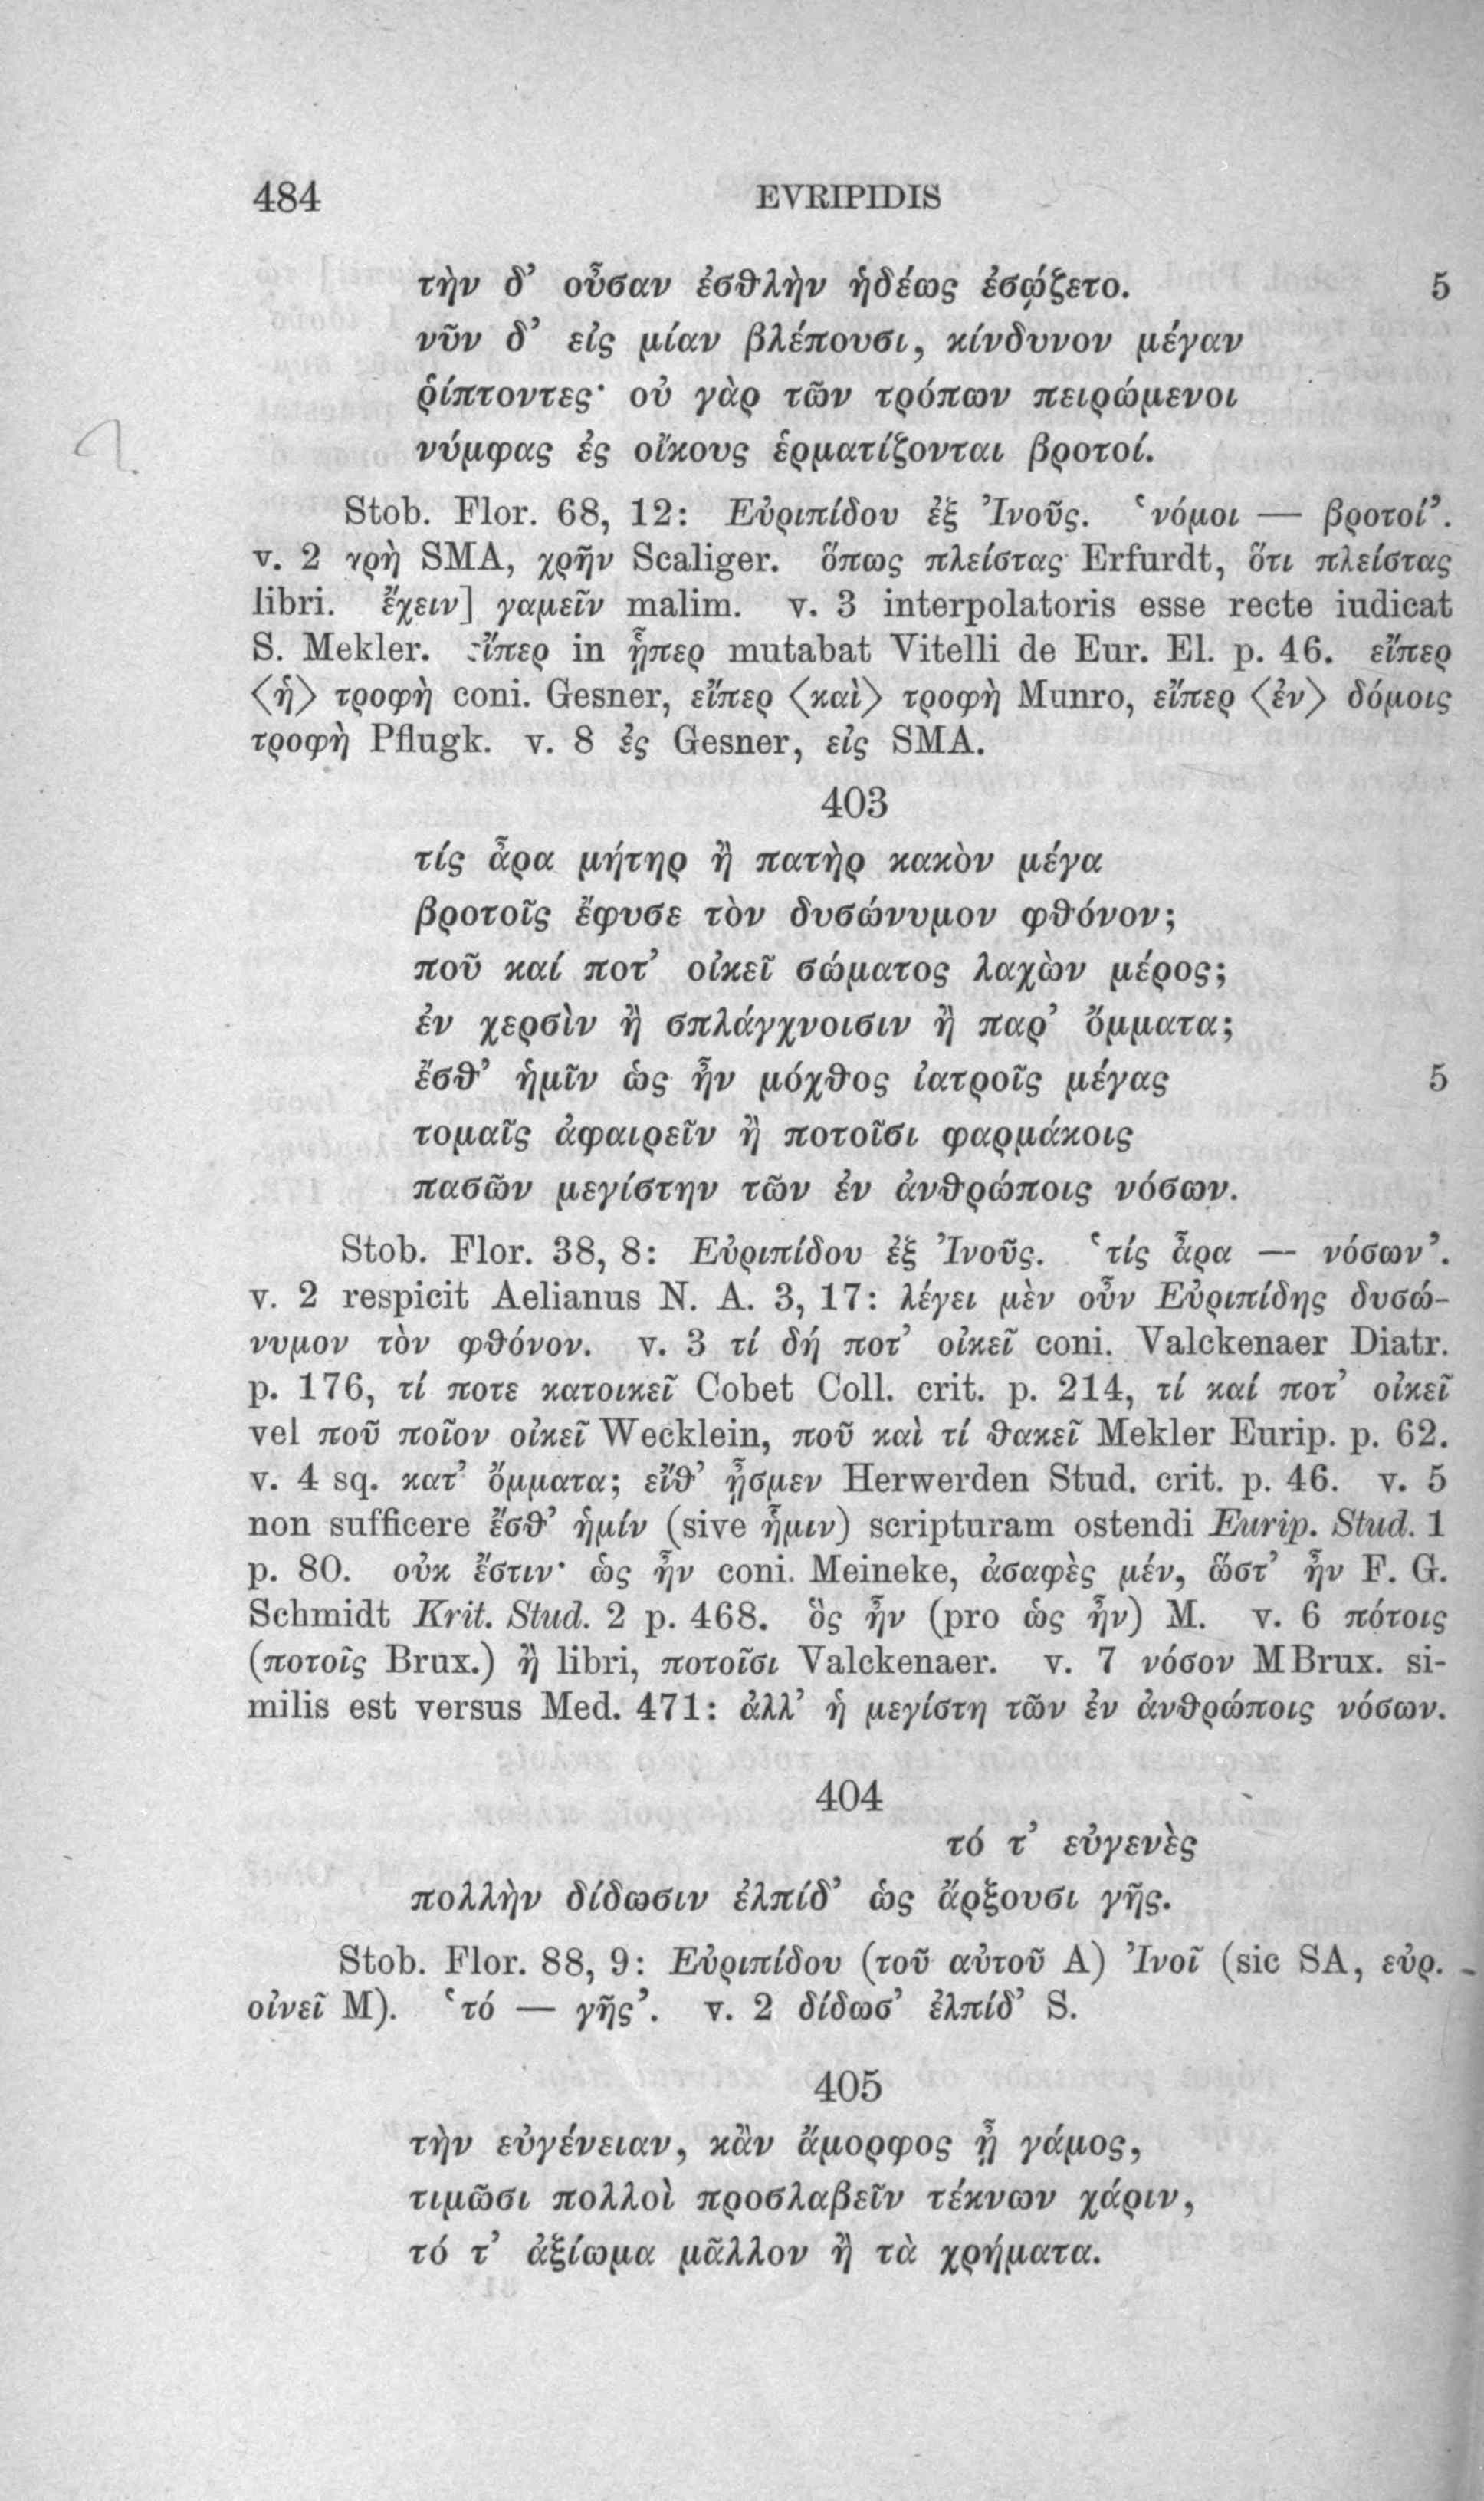 484 EVRIPIDIS
τὴν δ’ οὖσαν ἐσθλὴν ἡδέως ἐσῴζετο. 5
νῦν δ’ εἰς μίαν βλέπουσι, κίνδυνον μέγαν
ῥίπτοντες· οὐ γὰρ τῶν τρόπων πειρώμενοι
νύμφας ἐς οἴκους ἑρματίζονται βροτοί.
Stob. Flor. 68, 12: Εὐριπίδου ἐξ Ἰνοῦς. ‘νόμοι — βροτοί’.
v. 2 χρὴ SMA, χρῆν Scaliger. ὅπως πλείστας Erfurdt, ὅτι πλείστας
libri. ἔχειν] γαμεῖν malim. v. 3 interpolatoris esse recte iudicat
S. Mekler. εἴπερ in ᾗπερ mutabat Vitelli de Eur. El. p. 46. εἴπερ
〈ἡ〉 τροφὴ coni. Gesner, εἴπερ 〈καὶ〉 τροφὴ Munro, εἴπερ 〈ἐν〉 δόμοις
τροφὴ Pflugk. v. 8 ἐς Gesner, εἰς SMA.
403
τίς ἆρα μήτηρ ἢ πατὴρ κακὸν μέγα
βροτοῖς ἔφυσε τὸν δυσώνυμον φθόνον;
ποῦ καί ποτ’ οἰκεῖ σώματος λαχὼν μέρος;
ἐν χερσὶν ἢ σπλάγχνοισιν ἢ παρ’ ὄμματα;
ἔσθ’ ἡμῖν ὡς ἦν μόχθος ἰατροῖς μέγας 5
τομαῖς ἀφαιρεῖν ἢ ποτοῖσι φαρμάκοις
πασῶν μεγίστην τῶν ἐν ἀνθρώποις νόσων.
Stob. Flor. 38, 8: Εὐριπίδου ἐξ Ἰνοῦς. ‘τίς ἆρα — νόσων’.
v. 2 respicit Aelianus N. A. 3, 17: λέγει μὲν οὖν Εὐριπίδης δυσώ-
νυμον τὸν φθόνον. v. 3 τί δή ποτ’ οἰκεῖ coni. Valckenaer Diatr.
p. 176, τί ποτε κατοικεῖ Cobet Coll. crit. p. 214, τί καί ποτ’ οἰκεῖ
vel ποῦ ποῖον οἰκεῖ Wecklein, ποῦ καὶ τί θακεῖ Mekler Eurip. p. 62.
v. 4 sq. κατ’ ὄμματα; εἴθ’ ᾖσμεν Herwerden Stud. crit. p. 46. v. 5
non sufficere ἔσθ’ ἡμίν (sive ἧμιν) scripturam ostendi Eurip. Stud. 1
p. 80. οὐκ ἔστιν· ὡς ἦν coni. Meineke, ἀσαφὲς μέν, ὥστ’ ἦν F. G.
Schmidt Krit. Stud. 2 p. 468. ὃς ἦν (pro ὡς ἦν) M. v. 6 πότοις
(ποτοῖς Brux.) ἢ libri, ποτοῖσι Valckenaer. v. 7 νόσον M Brux. si-
milis est versus Med. 471: ἀλλ’ ἡ μεγίστη τῶν ἐν ἀνθρώποις νόσων.
404
τό τ’ εὐγενὲς
πολλὴν δίδωσιν ἐλπίδ’ ὡς ἄρξουσι γῆς.
Stob. Flor. 88, 9: Εὐριπίδου (τοῦ αὐτοῦ A) Ἰνοῖ (sic SA, εὐρ.
οἰνεῖ M). ‘τό — γῆς’. v. 2 δίδωσ’ ἐλπίδ’ S.
405
τὴν εὐγένειαν, κἂν ἄμορφος ᾖ γάμος,
τιμῶσι πολλοὶ προσλαβεῖν τέκνων χάριν,
τό τ’ ἀξίωμα μᾶλλον ἢ τὰ χρήματα.